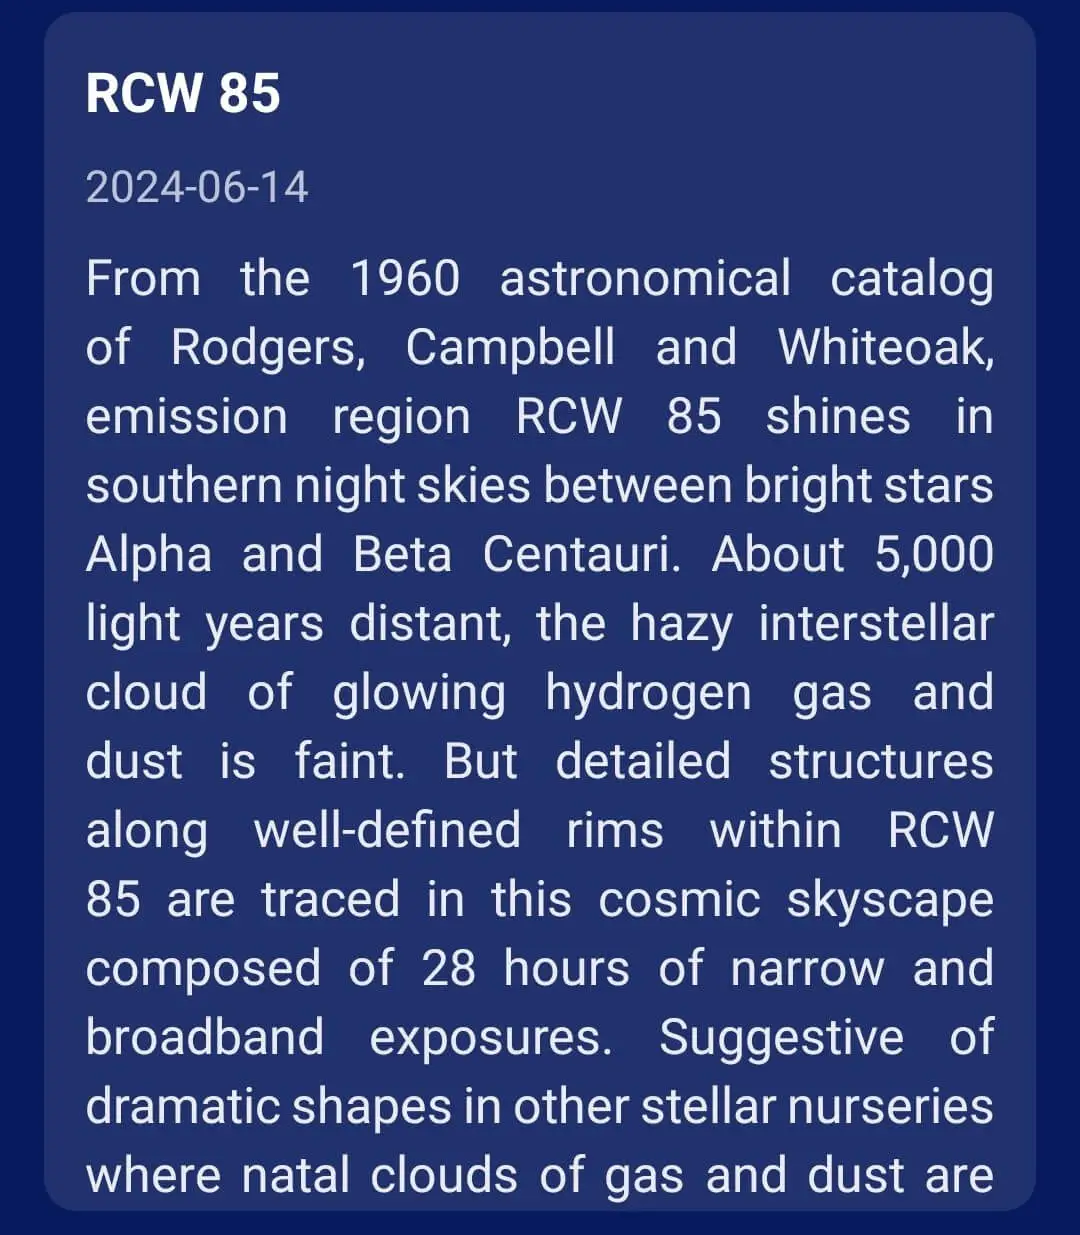 RCW 85
2024-06-14
From the 1960 astronomical catalog
of Rodgers, Campbell and Whiteoak,
emission region RCW 85 shines in
southern night skies between bright stars
Alpha and Beta Centauri. About 5,000
light years distant, the hazy interstellar
cloud of glowing hydrogen gas and
dust is faint. But detailed structures
along well-defined rims within RCW
85 are traced in this cosmic skyscape
composed of 28 hours of narrow and
broadband exposures. Suggestive of
dramatic shapes in other stellar nurseries
where natal clouds of gas and dust are